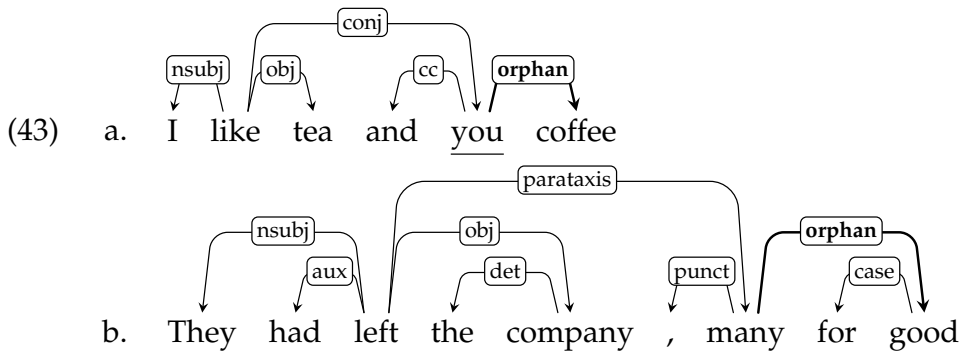 conj
nsubj obj cc orphan
(43) a. I like tea and you coffee
parataxis
nsubj obj orphan
aux det punct case
b. They had left the company , many for good